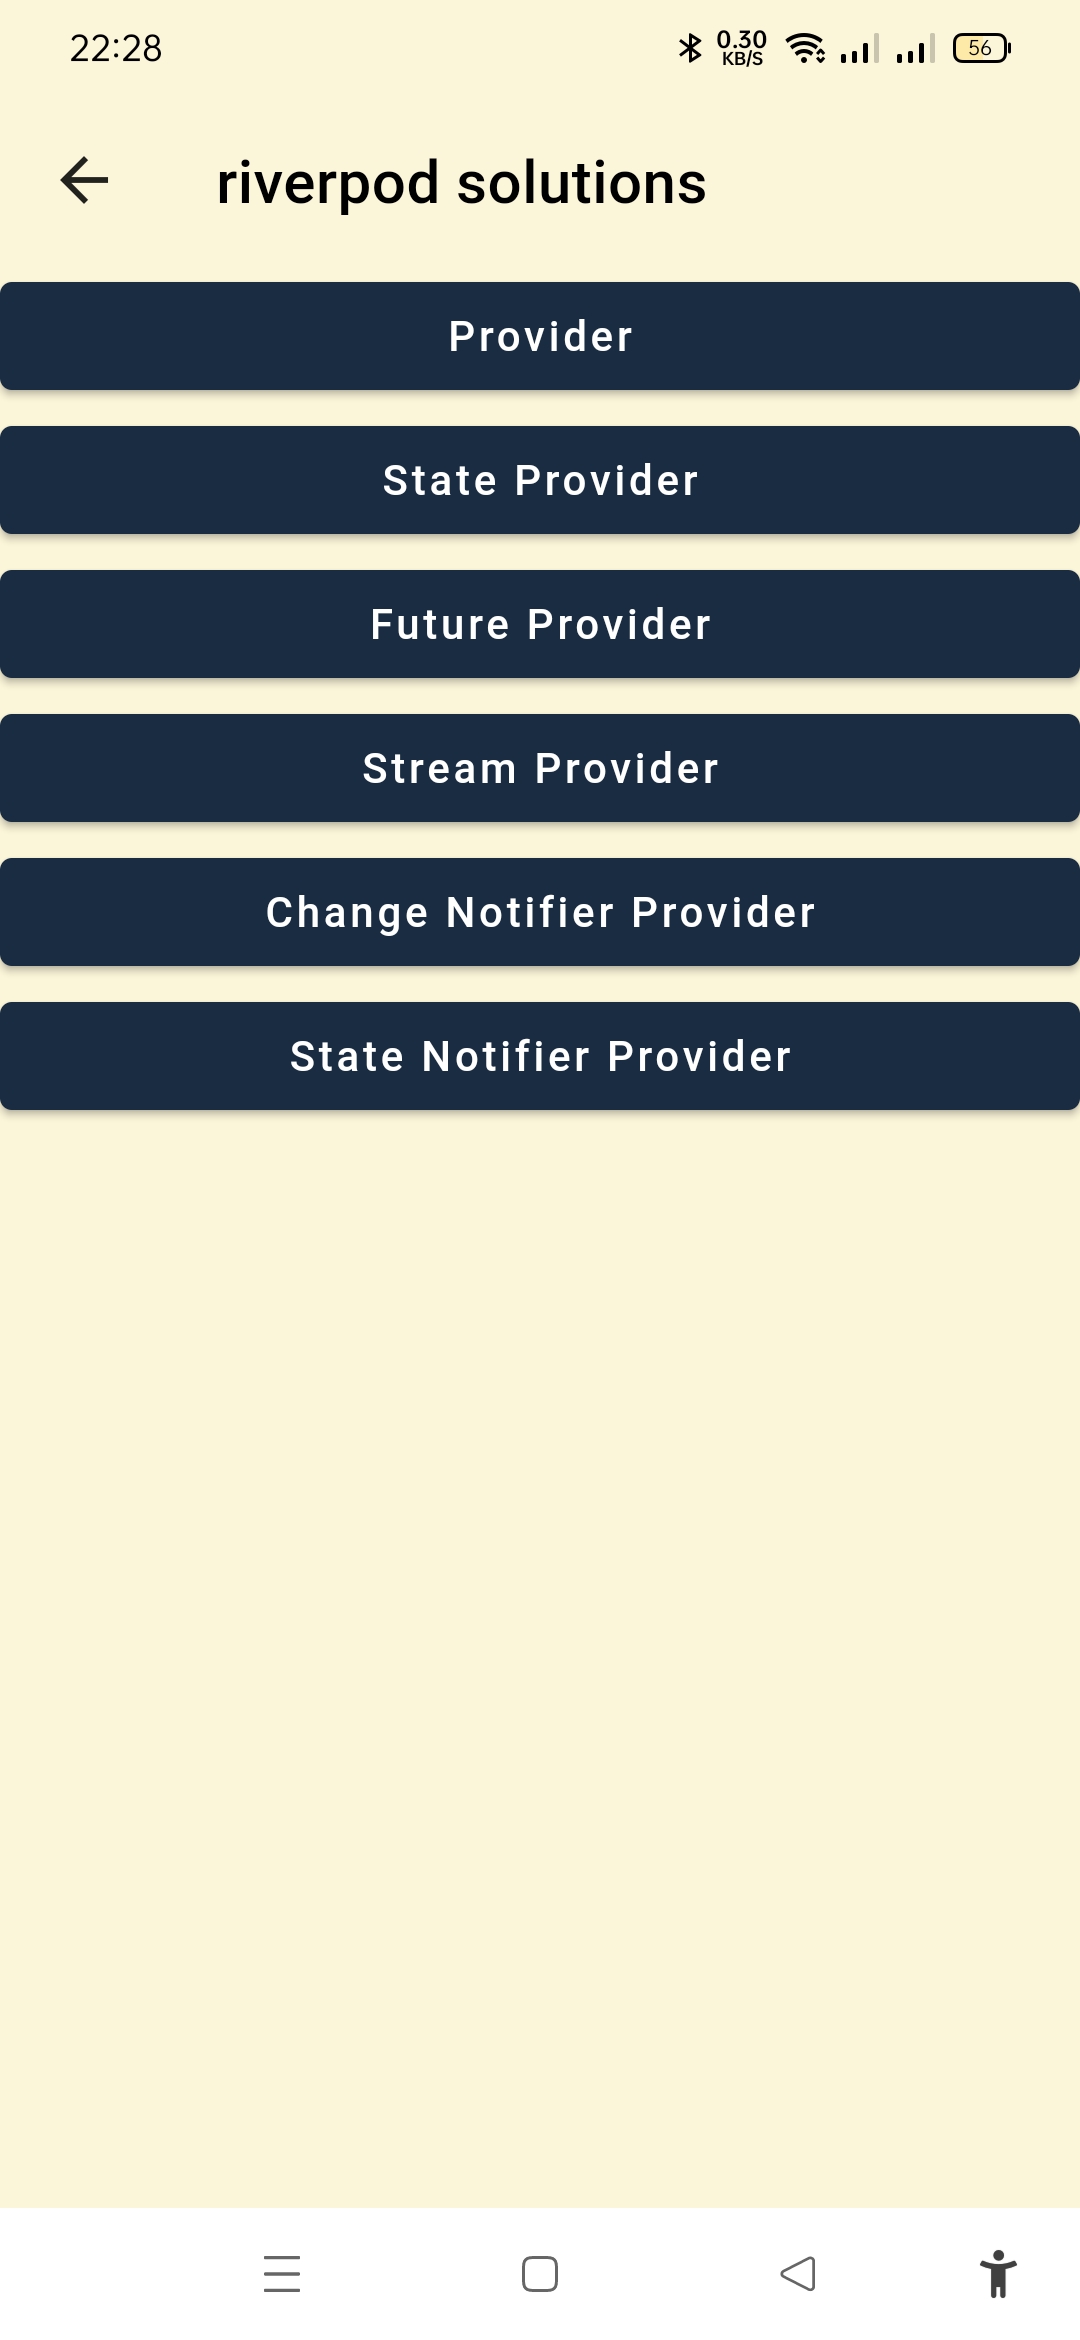 22:28
0.30
KB/S
56
riverpod solutions
Provider
State Provider
Future Provider
Stream Provider
Change Notifier Provider
State Notifier Provider